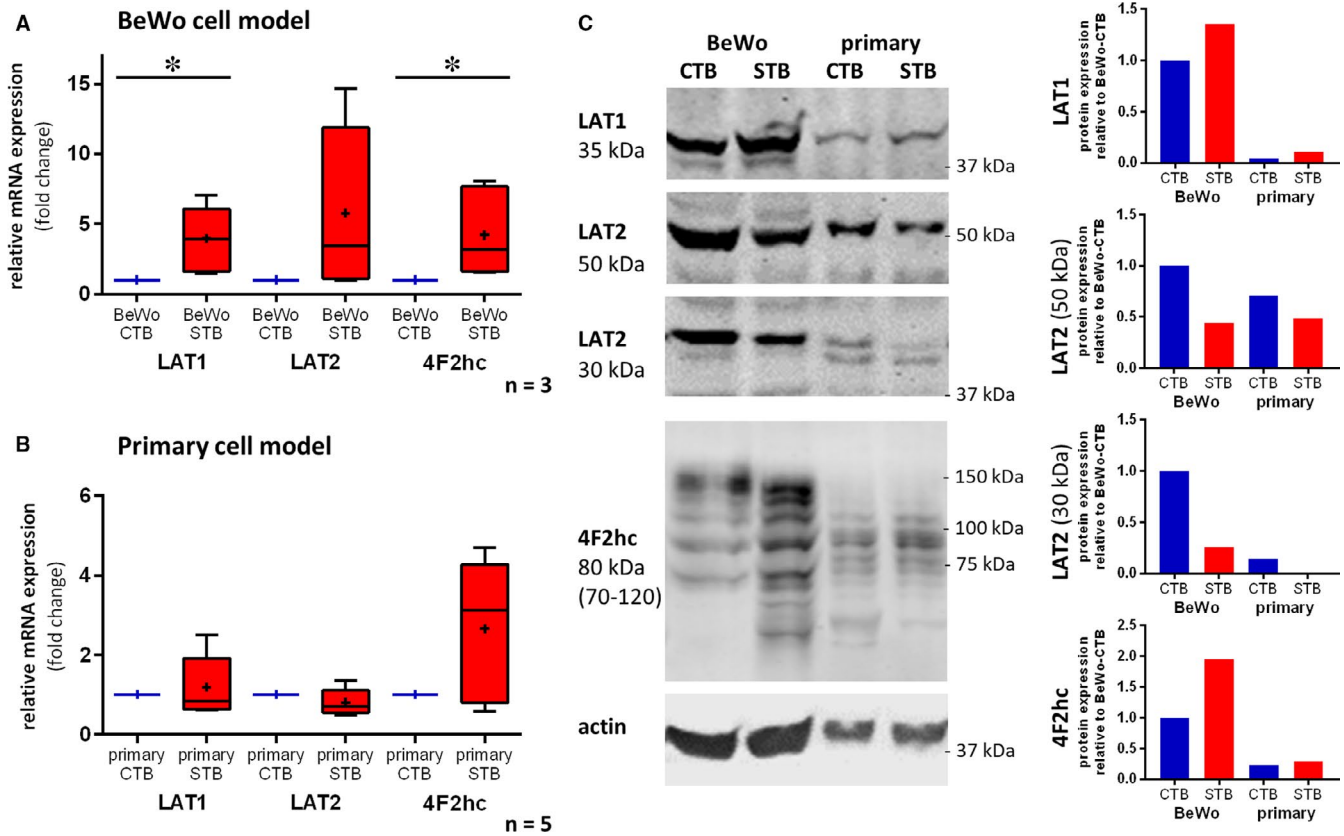 A
BeWo cell model
relative mRNA expression
(fold change)
15
10
5
0
*
*
BeWo BeWo BeWo BeWo BeWo BeWo
CTB STB CTB STB CTB STB
LAT1 LAT2 4F2hc
n = 3
B
Primary cell model
relative mRNA expression
(fold change)
6
4
2
0
primary primary primary primary primary primary
CTB STB CTB STB CTB STB
LAT1 LAT2 4F2hc
n = 5
C
BeWo primary
CTB STB CTB STB
LAT1
35 kDa
- 37 kDa
LAT2
50 kDa
- 50 kDa
LAT2
30 kDa
- 37 kDa
4F2hc
80 kDa
(70-120)
- 150 kDa
- 100 kDa
- 75 kDa
actin
- 37 kDa
LAT1
protein expression
relative to BeWo-CTB
1.5
1.0
0.5
0.0
CTB STB CTB STB
BeWo primary
LAT2 (50 kDa)
protein expression
relative to BeWo-CTB
1.5
1.0
0.5
0.0
CTB STB CTB STB
BeWo primary
LAT2 (30 kDa)
protein expression
relative to BeWo-CTB
1.5
1.0
0.5
0.0
CTB STB CTB STB
BeWo primary
4F2hc
protein expression
relative to BeWo-CTB
2.5
2.0
1.5
1.0
0.5
0.0
CTB STB CTB STB
BeWo primary